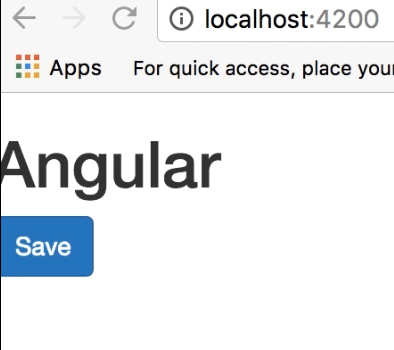 localhost:4200
Apps
For quick access, place your
Angular
Save